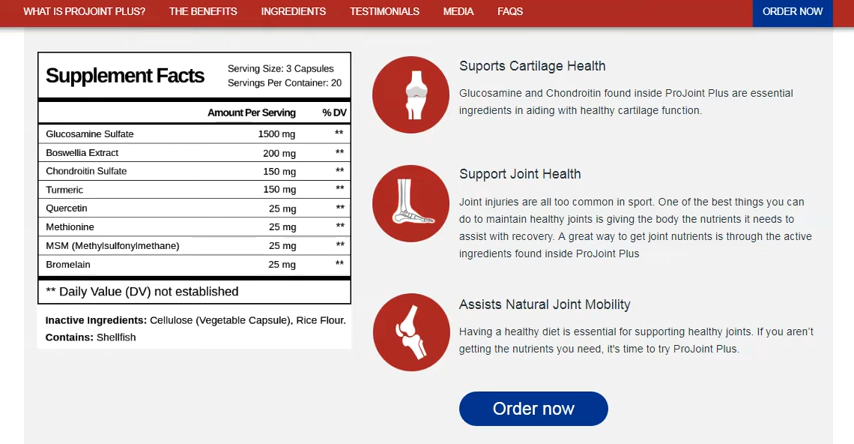 WHAT IS PROJOINT PLUS? THE BENEFITS INGREDIENTS TESTIMONIALS MEDIA FAQS ORDER NOW
Supplement Facts
Serving Size: 3 Capsules
Servings Per Container: 20
Amount Per Serving % DV
Glucosamine Sulfate 1500 mg **
Boswellia Extract 200 mg **
Chondroitin Sulfate 150 mg **
Turmeric 150 mg **
Quercetin 25 mg **
Methionine 25 mg **
MSM (Methylsulfonylmethane) 25 mg **
Bromelain 25 mg **
** Daily Value (DV) not established
Inactive Ingredients: Cellulose (Vegetable Capsule), Rice Flour.
Contains: Shellfish
Suports Cartilage Health
Glucosamine and Chondroitin found inside ProJoint Plus are essential
ingredients in aiding with healthy cartilage function.
Support Joint Health
Joint injuries are all too common in sport. One of the best things you can
do to maintain healthy joints is giving the body the nutrients it needs to
assist with recovery. A great way to get joint nutrients is through the active
ingredients found inside ProJoint Plus
Assists Natural Joint Mobility
Having a healthy diet is essential for supporting healthy joints. If you aren't
getting the nutrients you need, it's time to try ProJoint Plus.
Order now